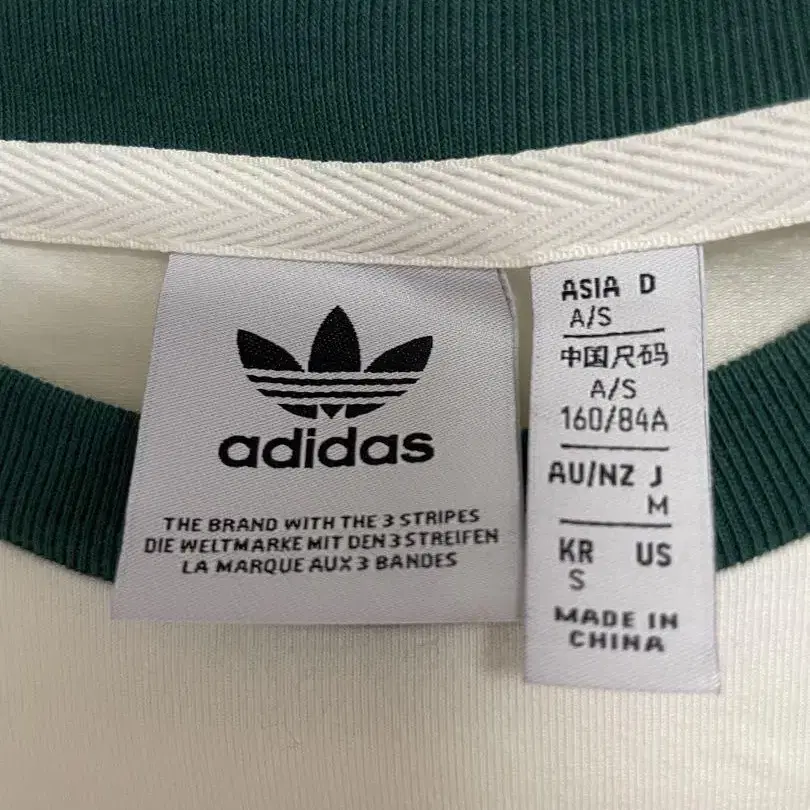 adidas
THE BRAND WITH THE 3 STRIPES
DIE WELTMARKE MIT DEN 3 STREIFEN
LA MARQUE AUX 3 BANDES
ASIA D
A/S
中国尺码
A/S
160/84A
AU/NZ J
M
KR US
S
MADE IN
CHINA